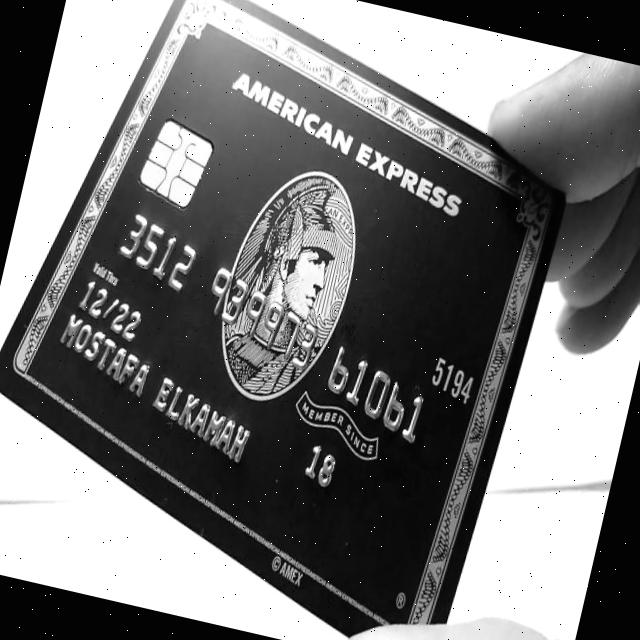 AMERICAN EXPRESS
3512 61061
5194
12/22
MEMBER SINCE
MOSTAFA ELKAMAH
18
©AMEX
®